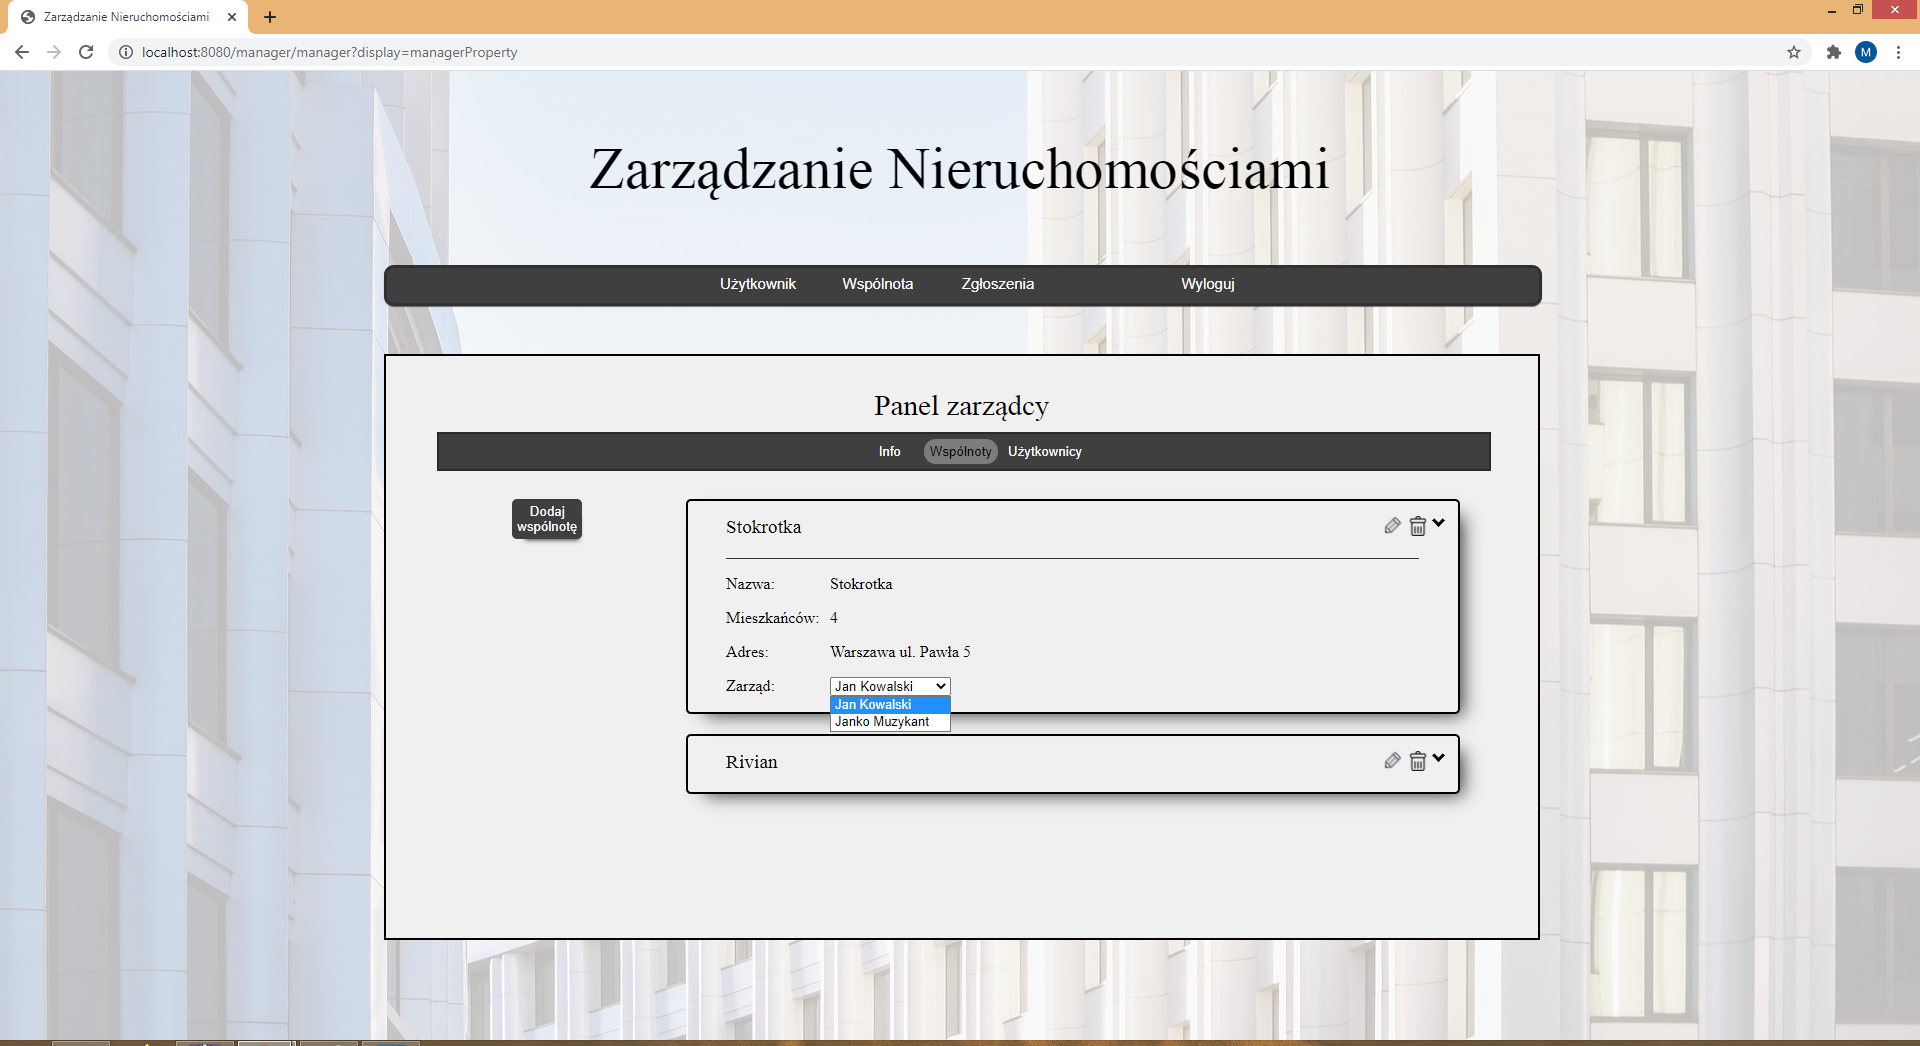 Zarządzanie Nieruchomościami
localhost:8080/manager/manager?display=managerProperty
M
Zarządzanie Nieruchomościami
Użytkownik Wspólnota Zgłoszenia Wyloguj
Panel zarządcy
Info Wspólnoty Użytkownicy
Dodaj
wspólnotę
Stokrotka
Nazwa: Stokrotka
Mieszkańców: 4
Adres: Warszawa ul. Pawła 5
Zarząd: Jan Kowalski
Jan Kowalski
Janko Muzykant
Rivian